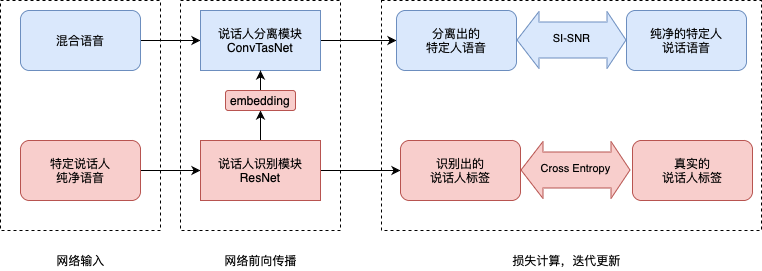 混合语音
说话人分离模块
ConvTasNet
分离出的
特定人语音
SI-SNR
纯净的特定人
说话语音
embedding
特定说话人
纯净语音
说话人识别模块
ResNet
识别出的
说话人标签
Cross Entropy
真实的
说话人标签
网络输入
网络前向传播
损失计算，迭代更新